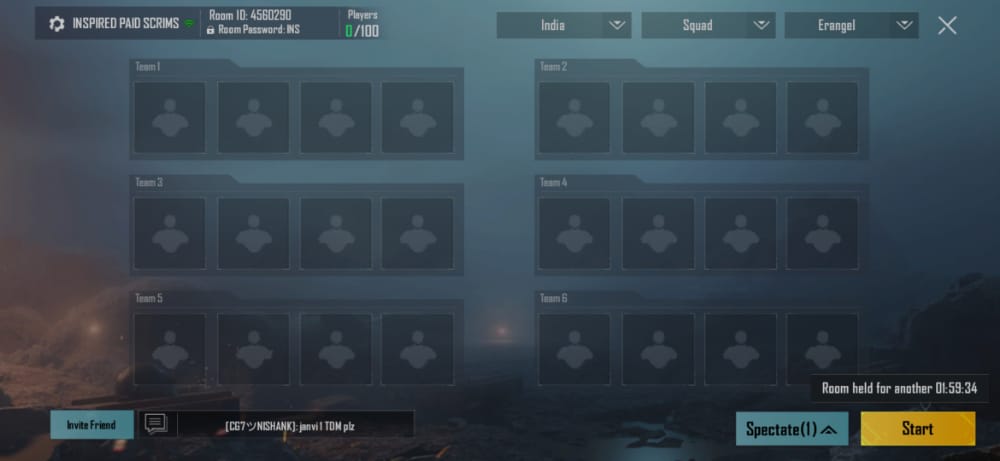 INSPIRED PAID SCRIMS
Room ID: 4560290
Room Password: INS
Players
0/100
India
Squad
Erangel
Team 1
Team 2
Team 3
Team 4
Team 5
Team 6
Room held for another 01:59:34
Invite Friend
[CG7ツNISHANK]: janvi 1 TDM plz
Spectate(1)
Start